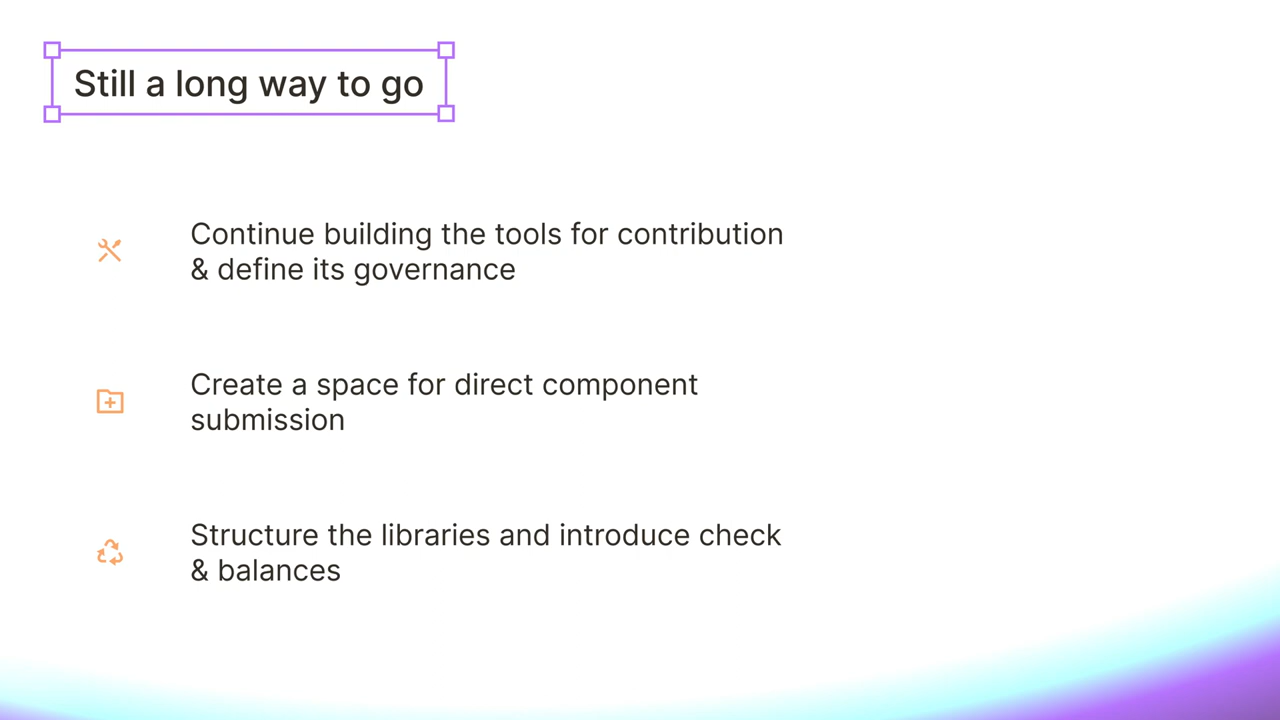 Still a long way to go
Continue building the tools for contribution
& define its governance
Create a space for direct component
submission
Structure the libraries and introduce check
& balances